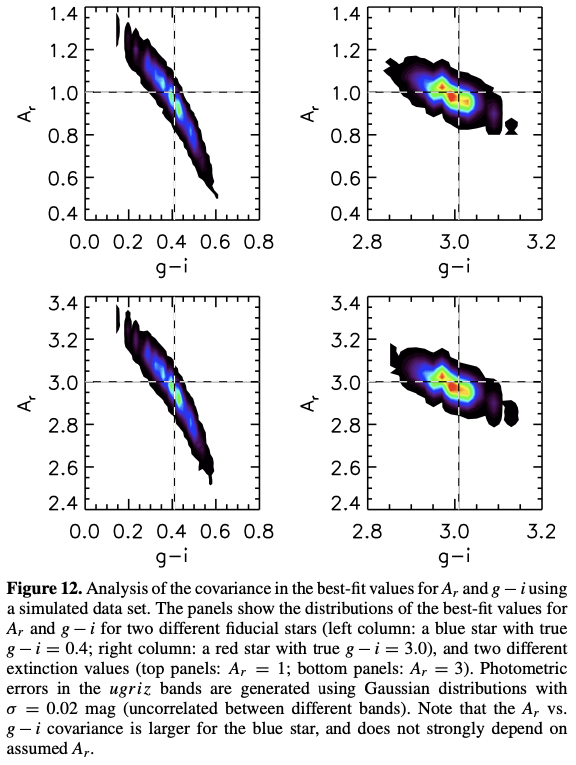 1.4
1.2
1.0
0.8
0.6
0.4
A_r
0.0 0.2 0.4 0.6 0.8
g−i
1.4
1.2
1.0
0.8
0.6
0.4
A_r
2.8 3.0 3.2
g−i
3.4
3.2
3.0
2.8
2.6
2.4
A_r
0.0 0.2 0.4 0.6 0.8
g−i
3.4
3.2
3.0
2.8
2.6
2.4
A_r
2.8 3.0 3.2
g−i
Figure 12. Analysis of the covariance in the best-fit values for A_r and g − i using
a simulated data set. The panels show the distributions of the best-fit values for
A_r and g − i for two different fiducial stars (left column: a blue star with true
g − i = 0.4; right column: a red star with true g − i = 3.0), and two different
extinction values (top panels: A_r = 1; bottom panels: A_r = 3). Photometric
errors in the ugriz bands are generated using Gaussian distributions with
σ = 0.02 mag (uncorrelated between different bands). Note that the A_r vs.
g − i covariance is larger for the blue star, and does not strongly depend on
assumed A_r.